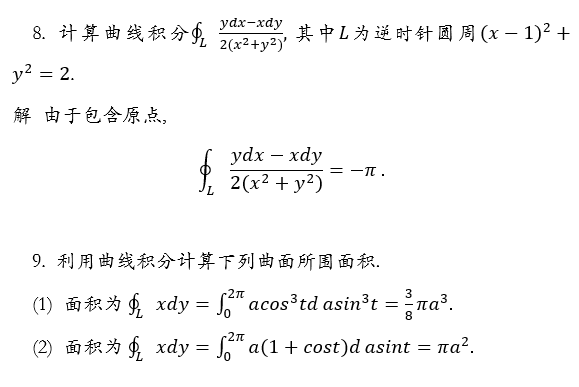 8. 计算曲线积分∮_L (ydx−xdy)/(2(x²+y²)), 其中L为逆时针圆周(x − 1)² +
y² = 2.
解 由于包含原点,
∮_L (ydx − xdy)/(2(x² + y²)) = −π .
9. 利用曲线积分计算下列曲面所围面积.
(1) 面积为∮_L xdy = ∫_0^{2π} acos³td asin³t = 3/8 πa³.
(2) 面积为∮_L xdy = ∫_0^{2π} a(1 + cost)d asint = πa².